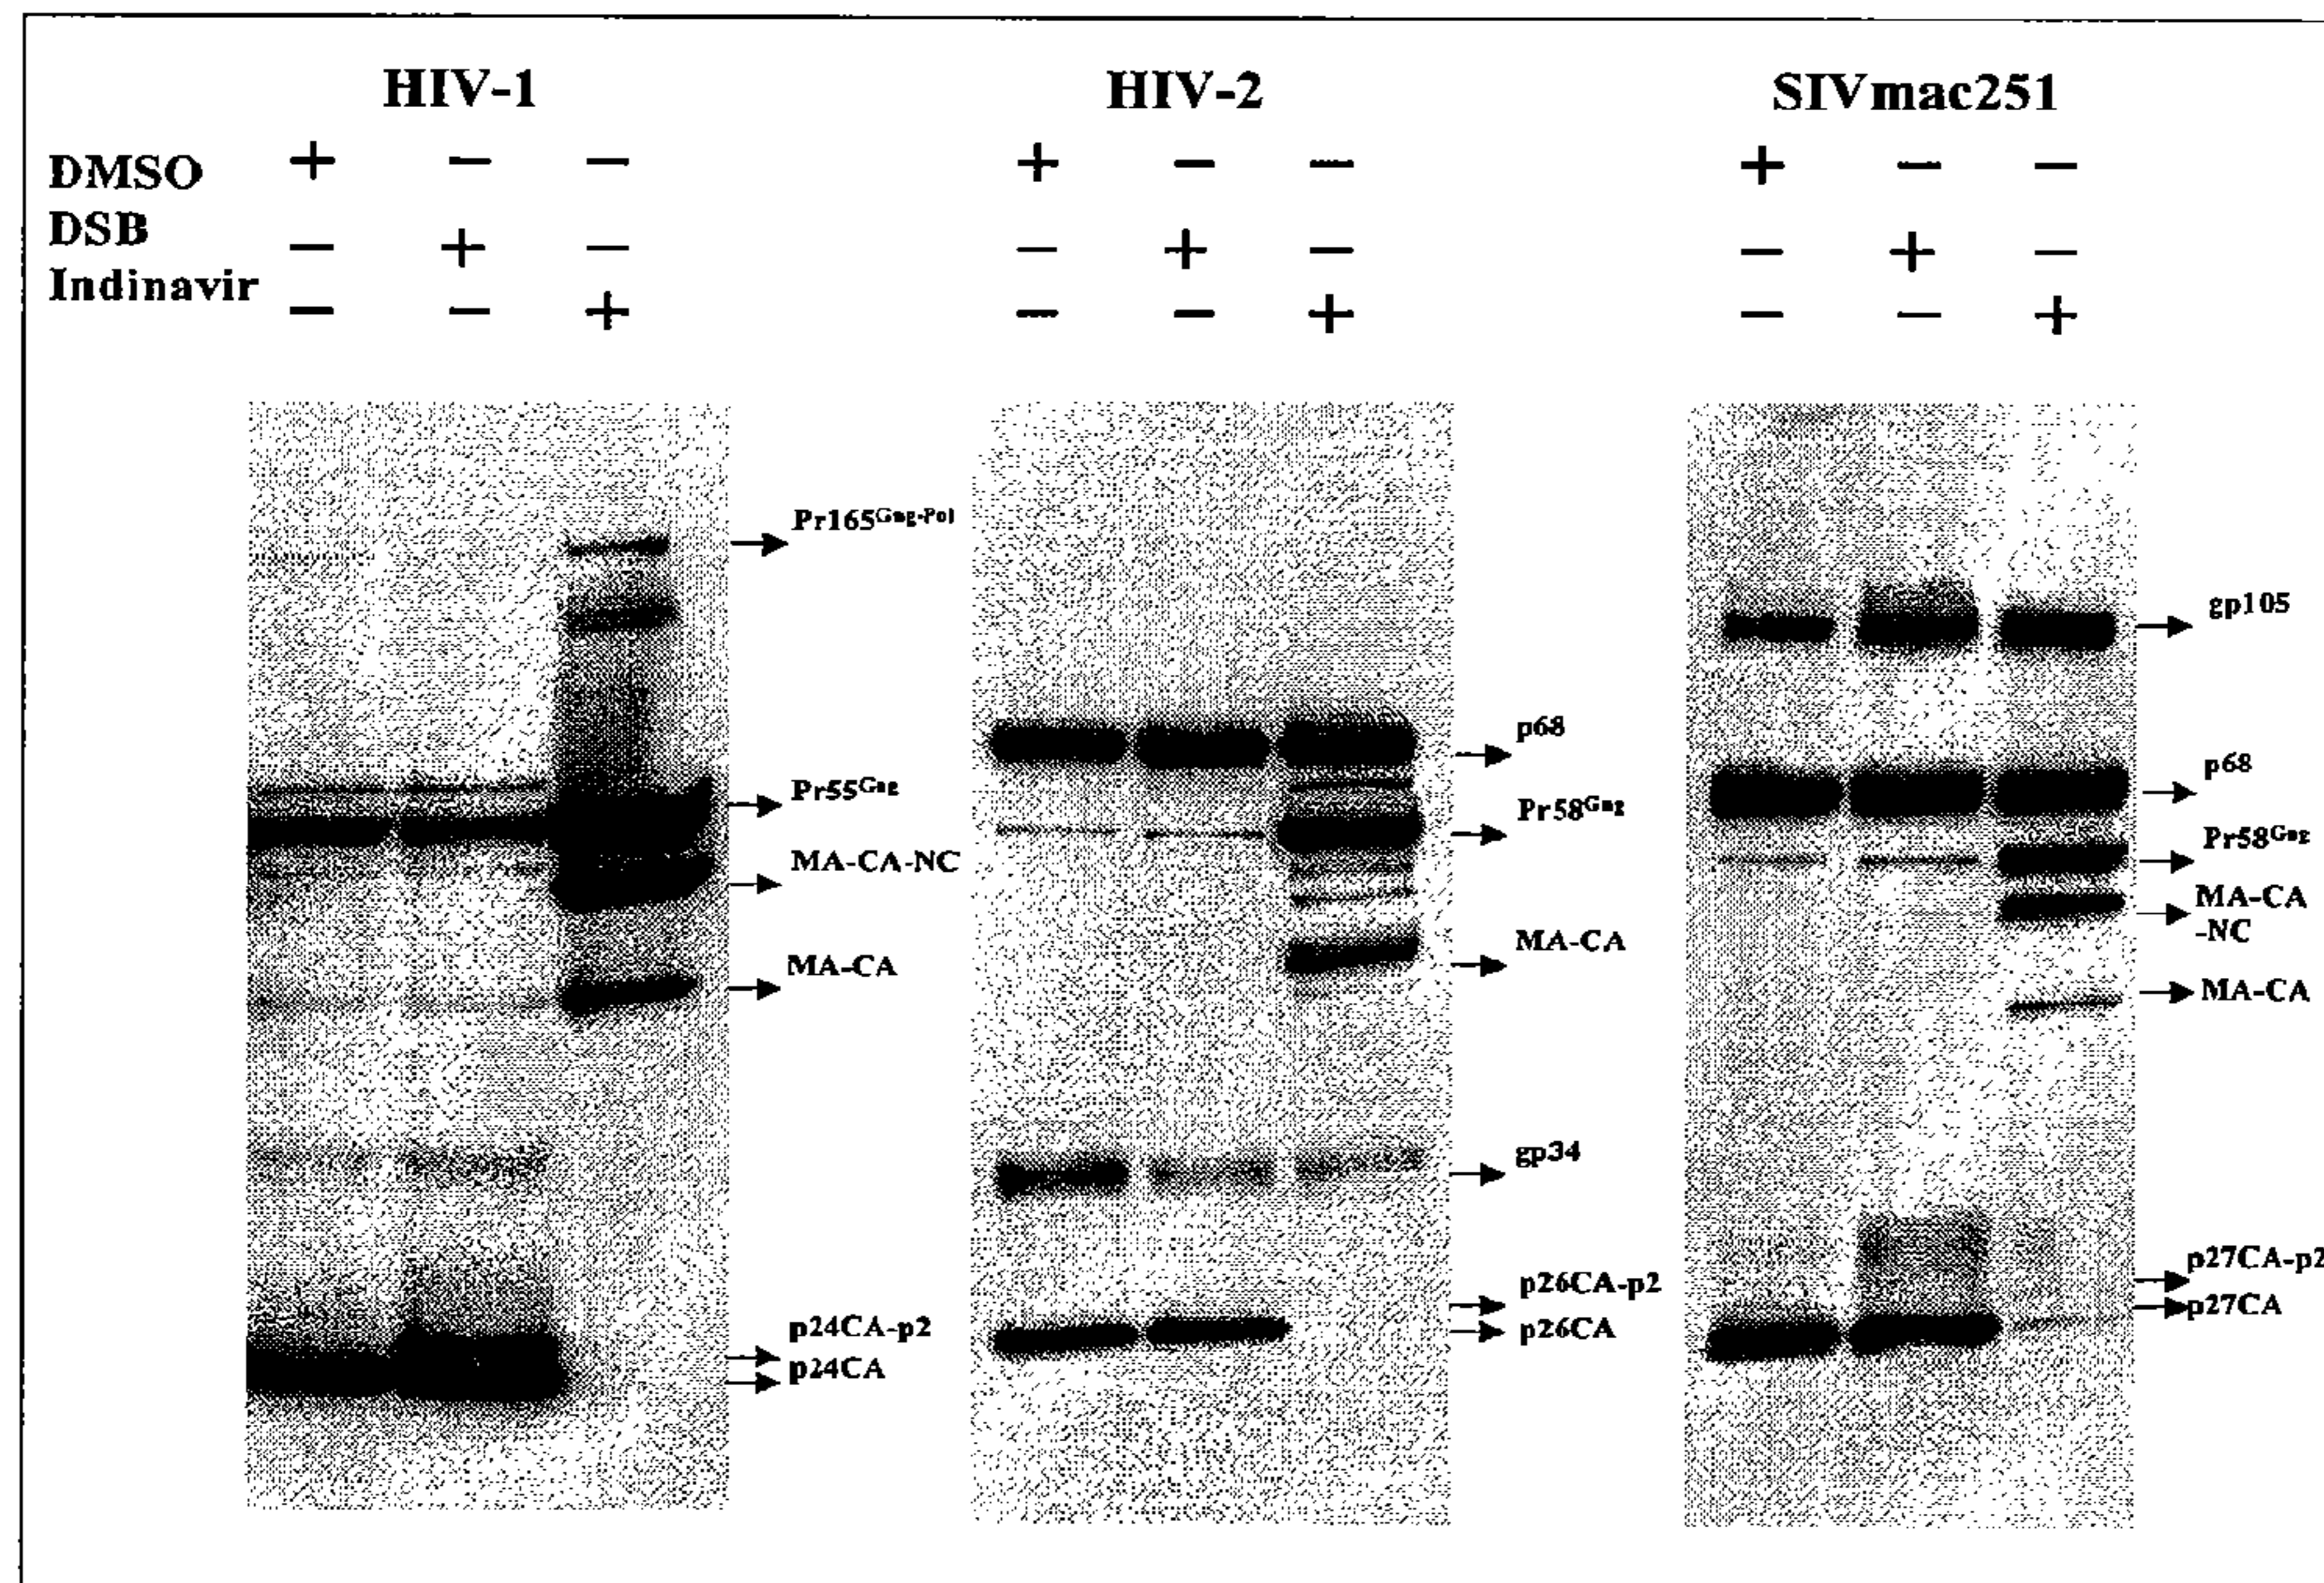 HIV-1 HIV-2 SIVmac251
DMSO + − − + − − + − −
DSB − + − − + − − + −
Indinavir − − + − − + − − +
Pr165Gag-Pol
Pr55Gag
MA-CA-NC
MA-CA
p24CA-p2
p24CA
p68
Pr58Gag
MA-CA
gp34
p26CA-p2
p26CA
gp105
p68
Pr58Gag
MA-CA
-NC
MA-CA
p27CA-p2
p27CA